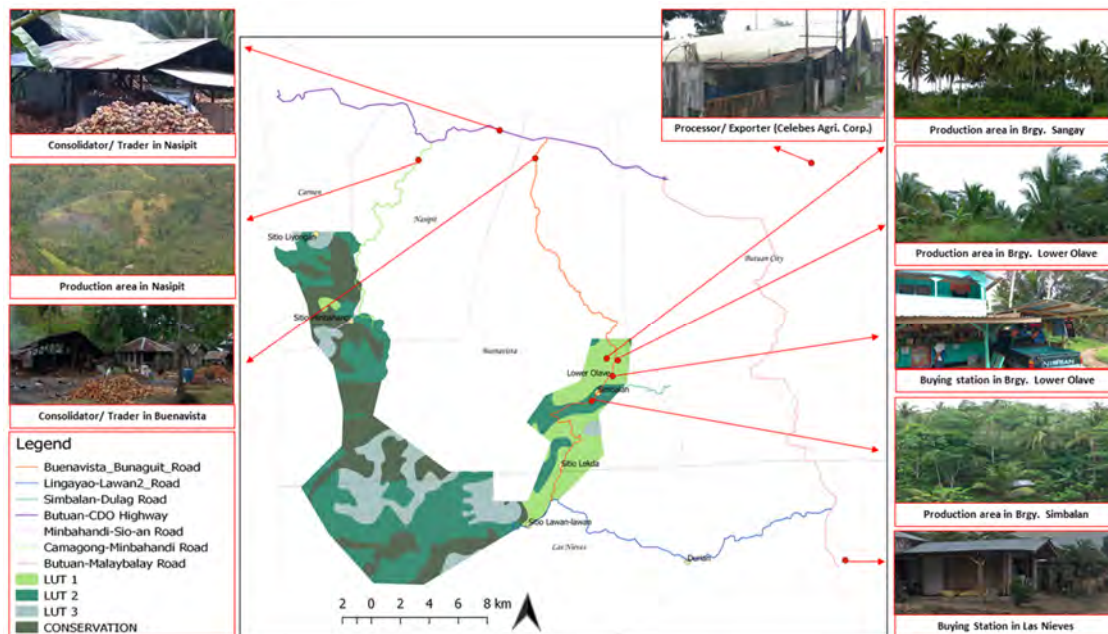 Consolidator/ Trader in Nasipit
Production area in Nasipit
Consolidator/ Trader in Buenavista
Legend
Buenavista_Bunaguit_Road
Lingayao-Lawan2_Road
Simbalan-Dulag Road
Butuan-CDO Highway
Minbahandi-Sio-an Road
Camagong-Minbahandi Road
Butuan-Malaybalay Road
LUT 1
LUT 2
LUT 3
CONSERVATION
Carmen
Nasipit
Sitio Liyongan
Buenavista
Butuan City
Lower Olave
Simbalan
Sitio Lekda
Sitio Lawan-lawan
Las Nieves
2 0 2 4 6 8 km
Processor/ Exporter (Celebes Agri. Corp.)
Production area in Brgy. Sangay
Production area in Brgy. Lower Olave
Buying station in Brgy. Lower Olave
Production area in Brgy. Simbalan
Buying Station in Las Nieves